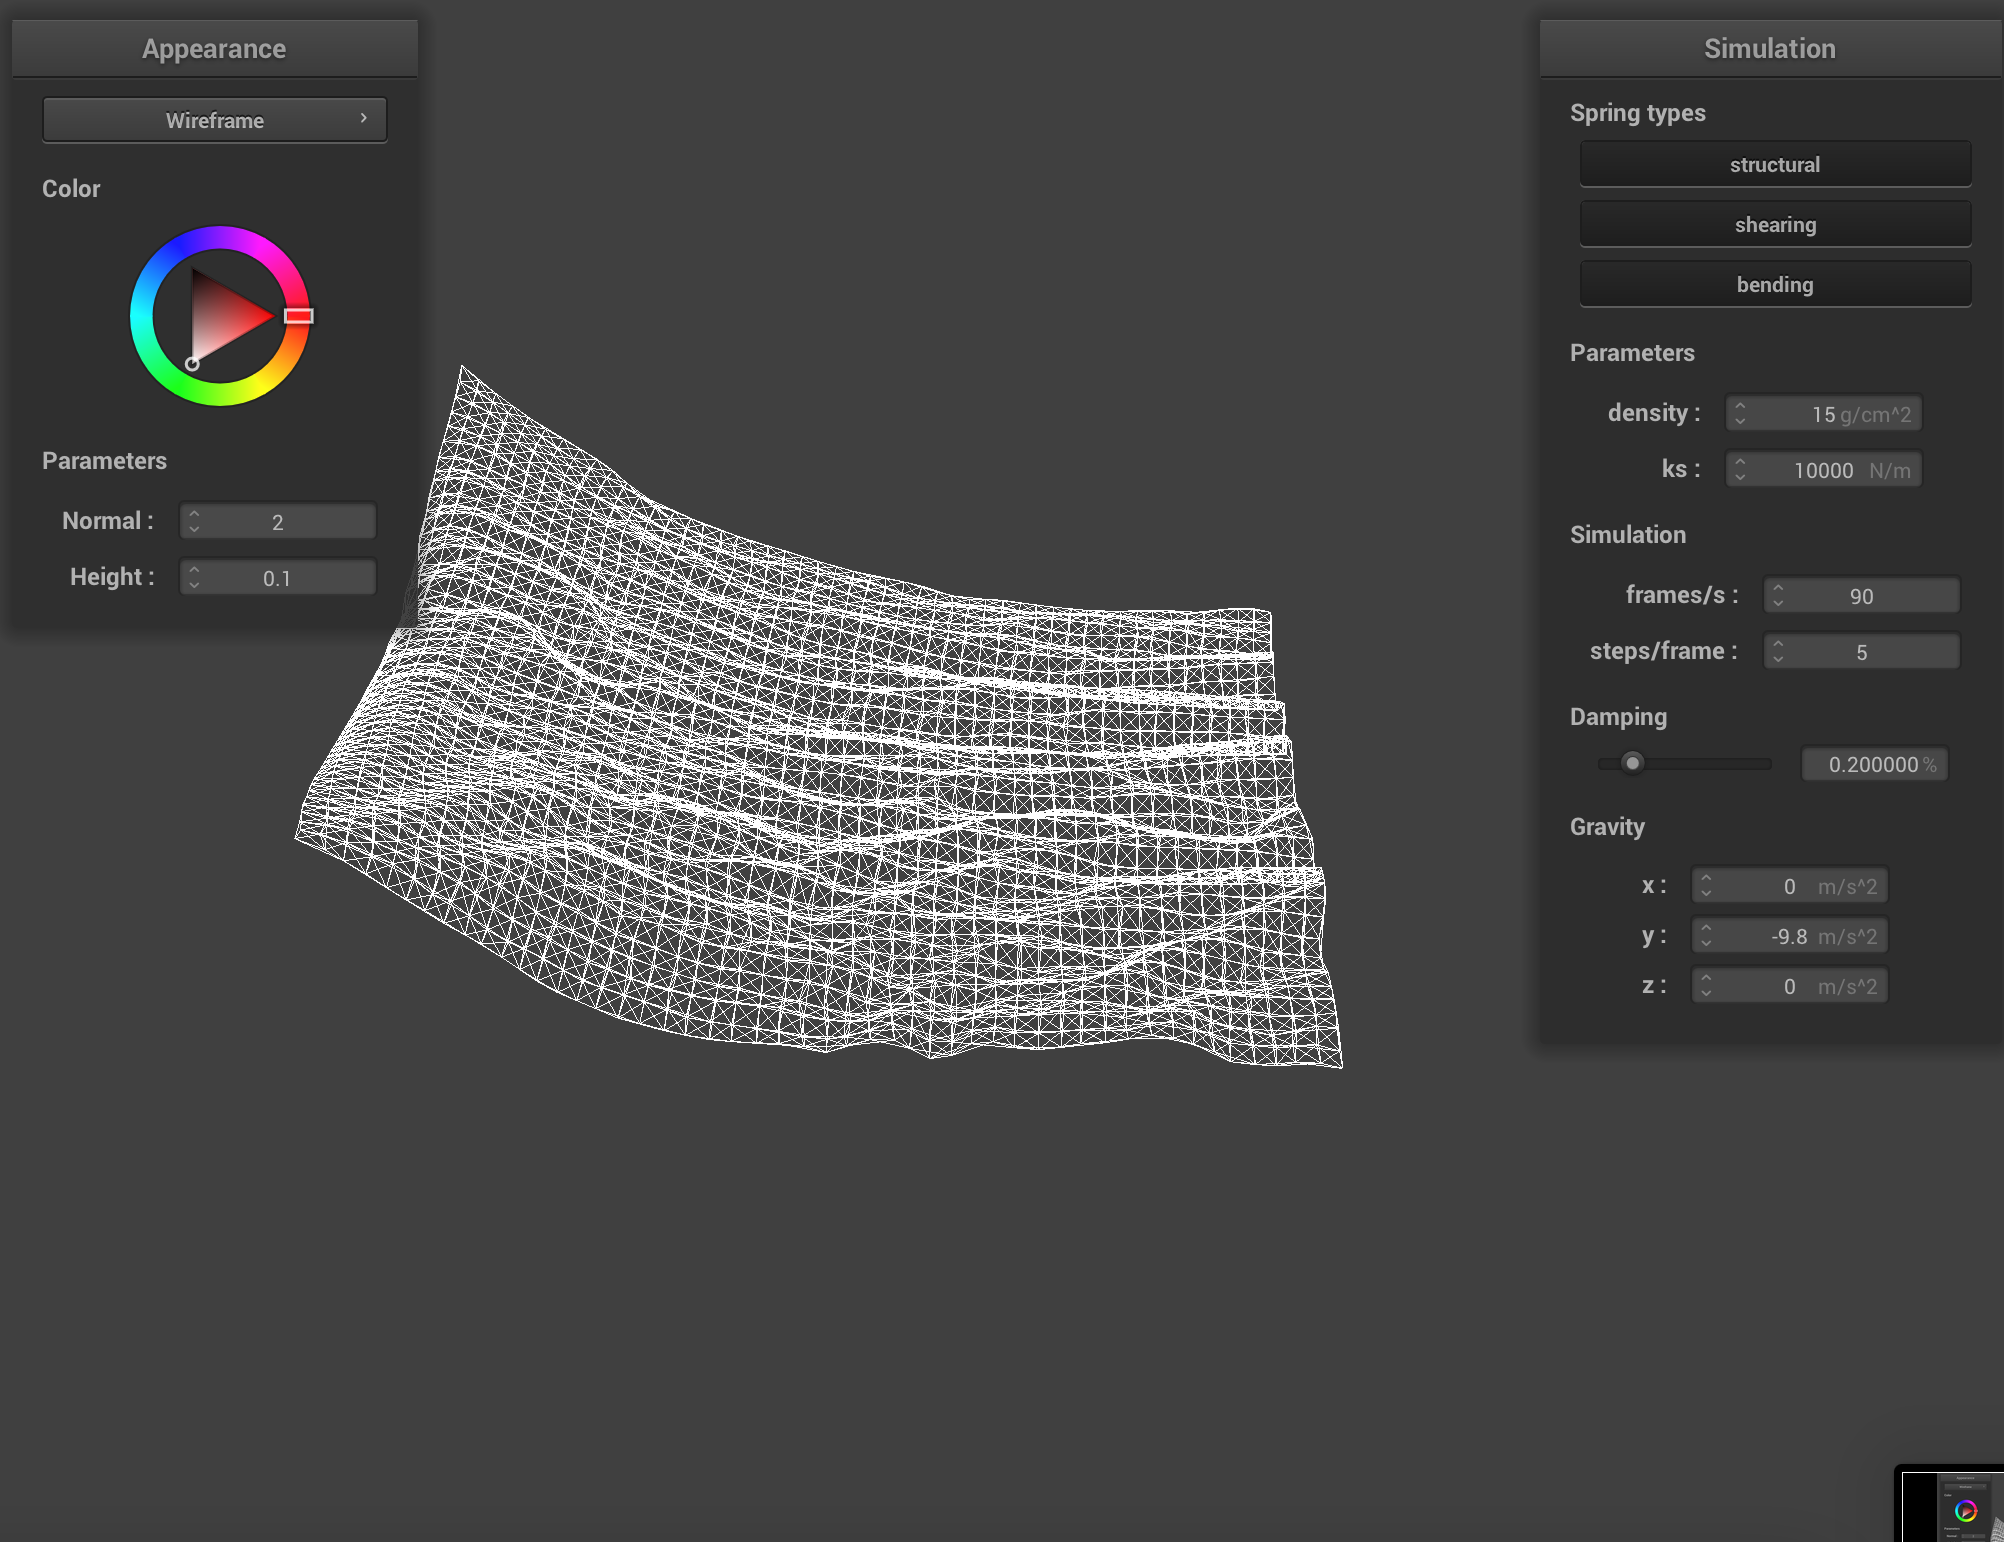 Appearance
Wireframe
Color
Parameters
Normal : 2
Height : 0.1
Simulation
Spring types
structural
shearing
bending
Parameters
density : 15 g/cm^2
ks : 10000 N/m
Simulation
frames/s : 90
steps/frame : 5
Damping
0.200000 %
Gravity
x : 0 m/s^2
y : -9.8 m/s^2
z : 0 m/s^2